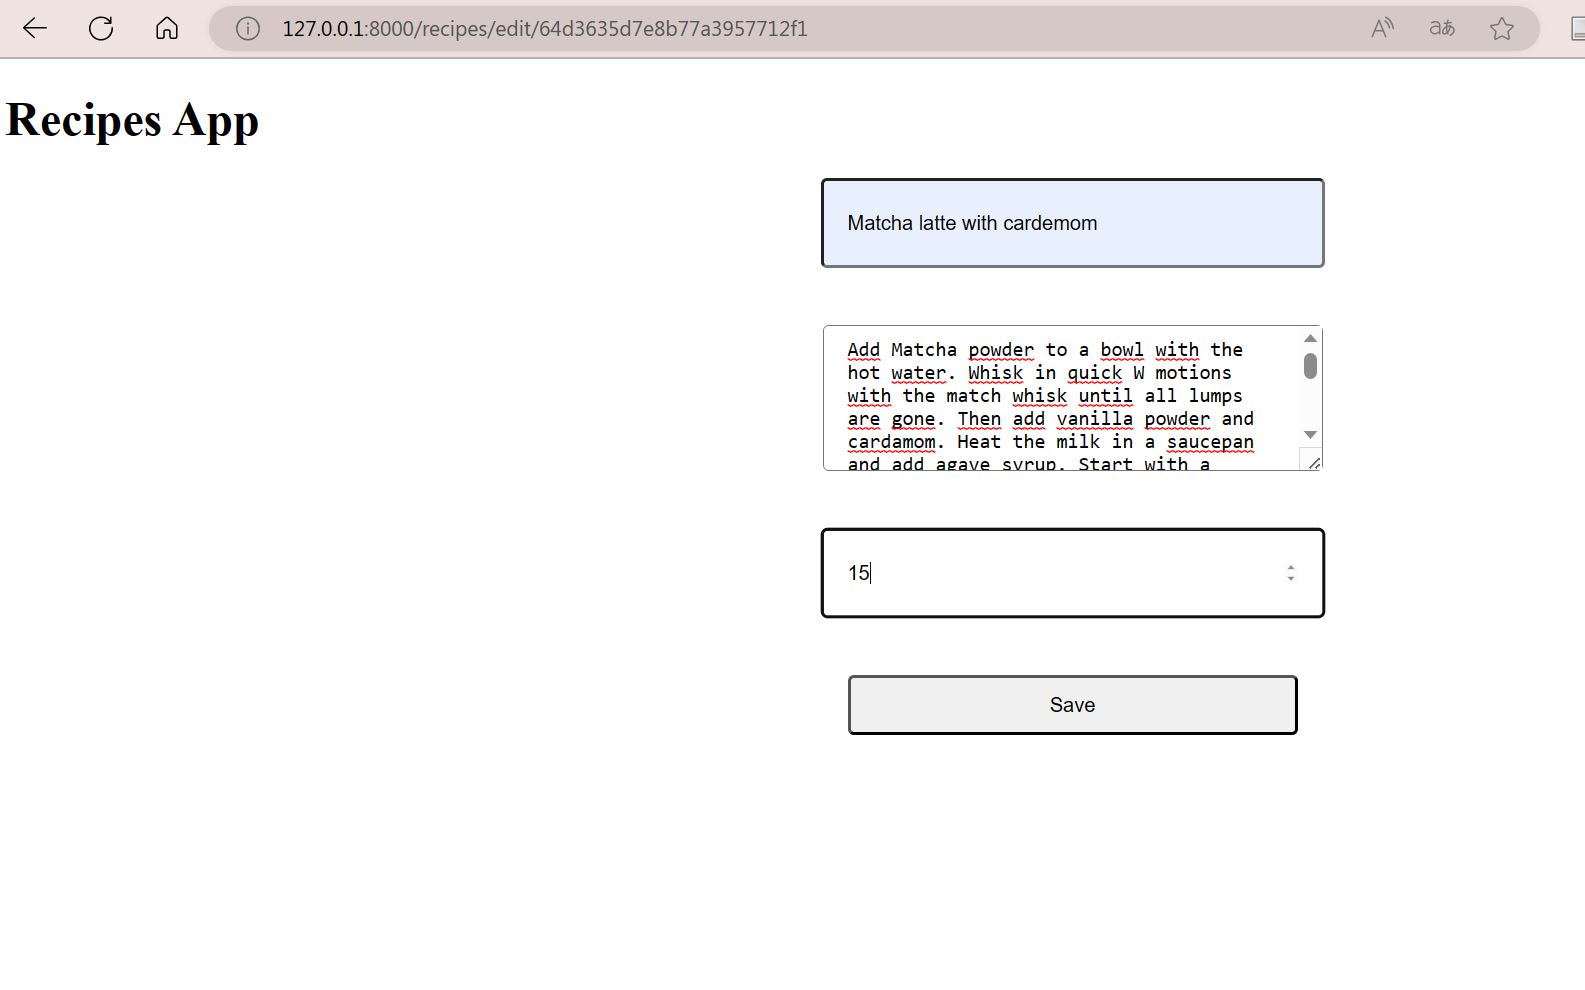 127.0.0.1:8000/recipes/edit/64d3635d7e8b77a3957712f1
Recipes App
Matcha latte with cardemom
Add Matcha powder to a bowl with the
hot water. Whisk in quick W motions
with the match whisk until all lumps
are gone. Then add vanilla powder and
cardamom. Heat the milk in a saucepan
and add agave syrup. Start with a
15
Save